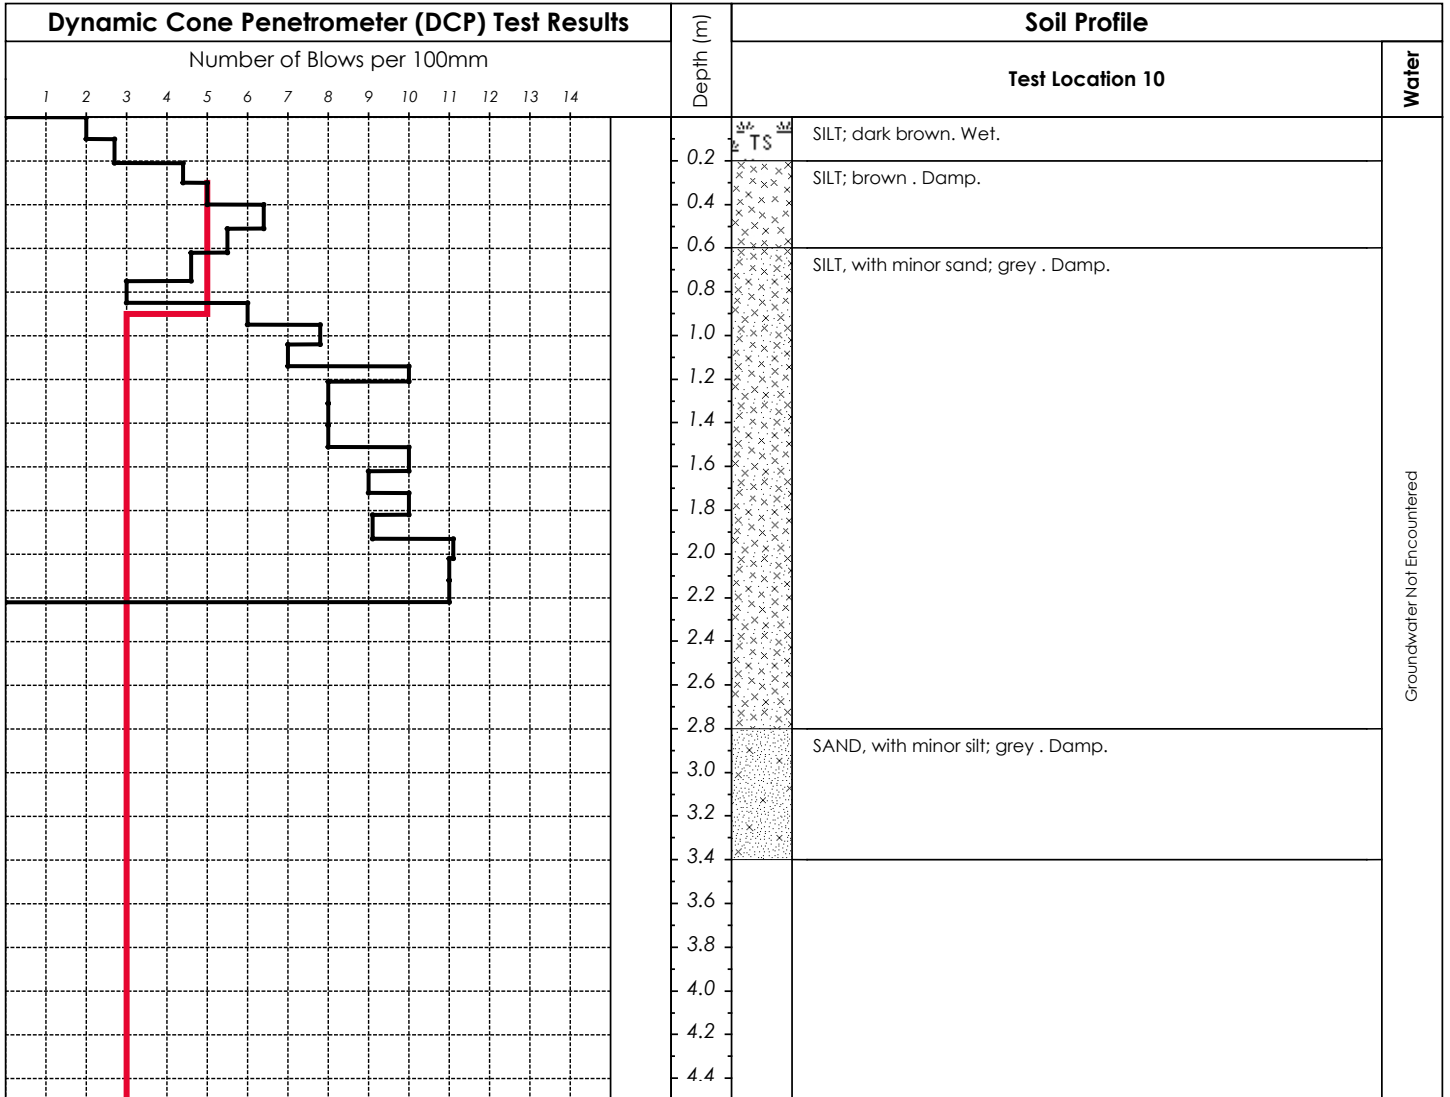 Dynamic Cone Penetrometer (DCP) Test Results
Number of Blows per 100mm
1 2 3 4 5 6 7 8 9 10 11 12 13 14
Depth (m)
Soil Profile
Test Location 10
Water
TS
SILT; dark brown. Wet.
0.2
SILT; brown . Damp.
0.4
0.6
SILT, with minor sand; grey . Damp.
0.8
1.0
1.2
1.4
1.6
1.8
2.0
2.2
2.4
2.6
2.8
SAND, with minor silt; grey . Damp.
3.0
3.2
3.4
3.6
3.8
4.0
4.2
4.4
Groundwater Not Encountered